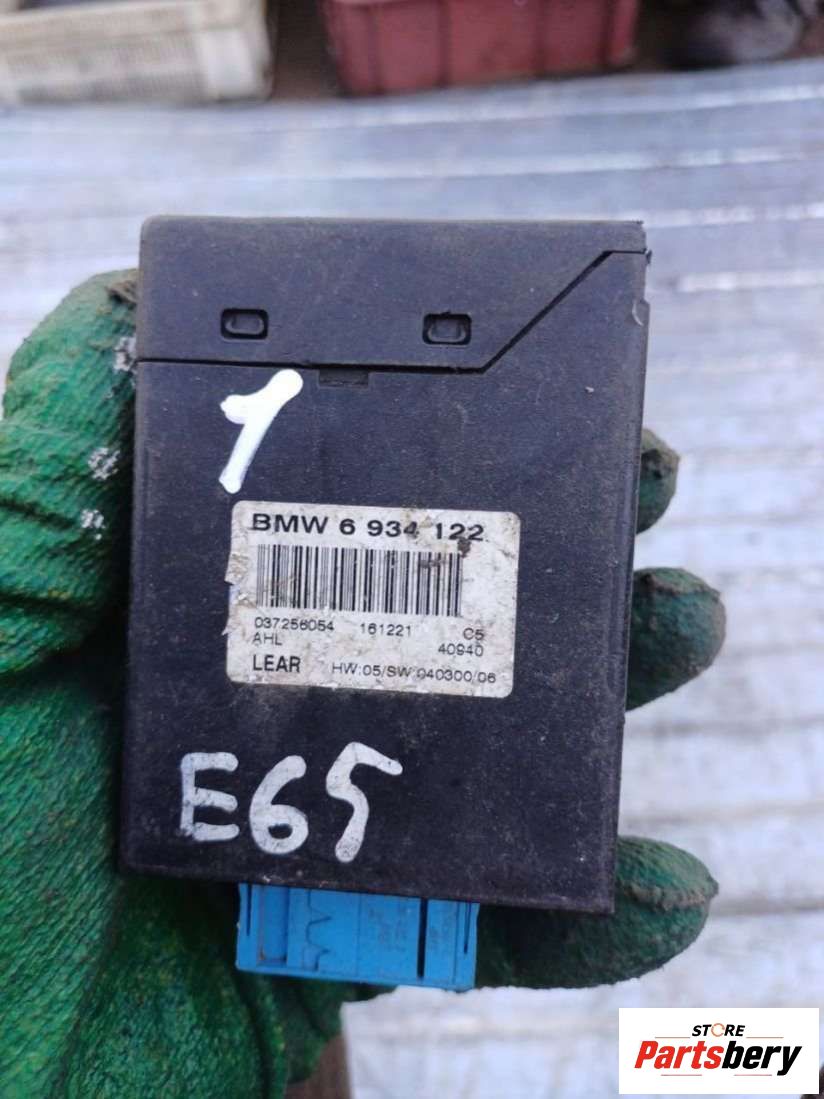 1
BMW 6 934 122
037256054 161221 C5
AHL 40940
LEAR HW:05/SW:040300/06
E65
STORE
Partsbery